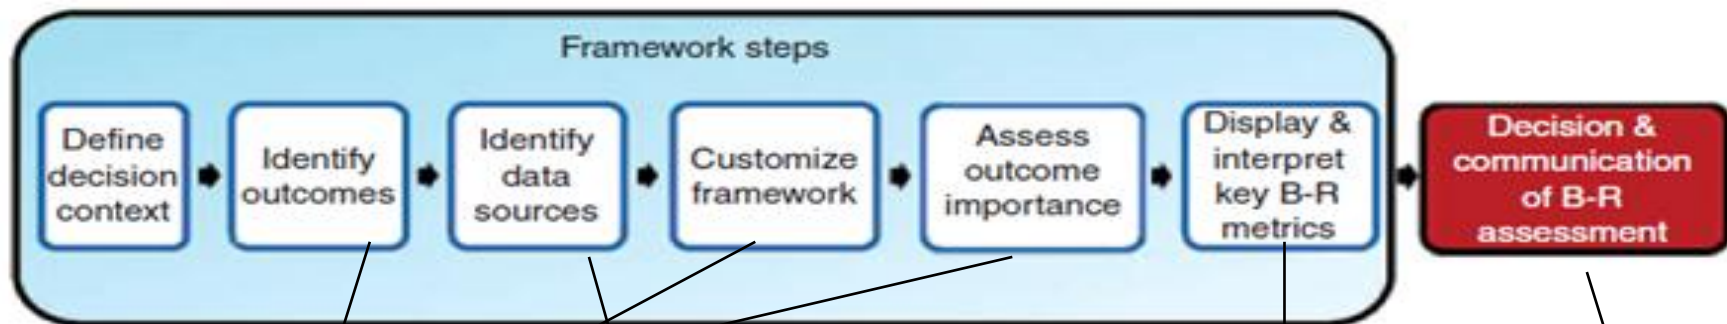 Framework steps
Define
decision
context
Identify
outcomes
Identify
data
sources
Customize
framework
Assess
outcome
importance
Display &
interpret
key B-R
metrics
Decision &
communication
of B-R
assessment